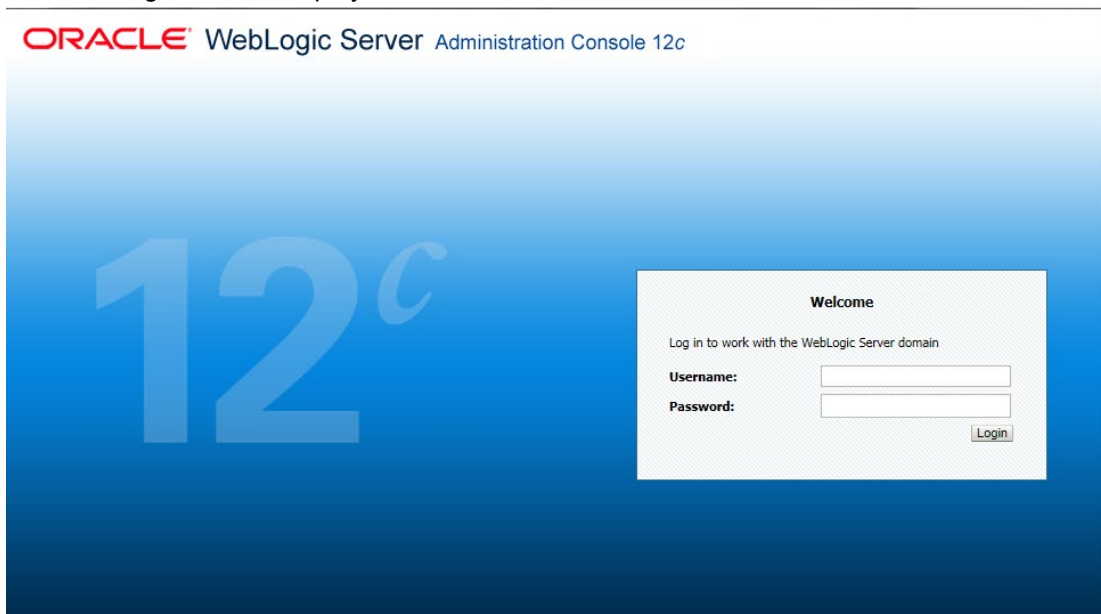 ORACLE® WebLogic Server Administration Console 12c
12c
Welcome
Log in to work with the WebLogic Server domain
Username:
Password:
Login